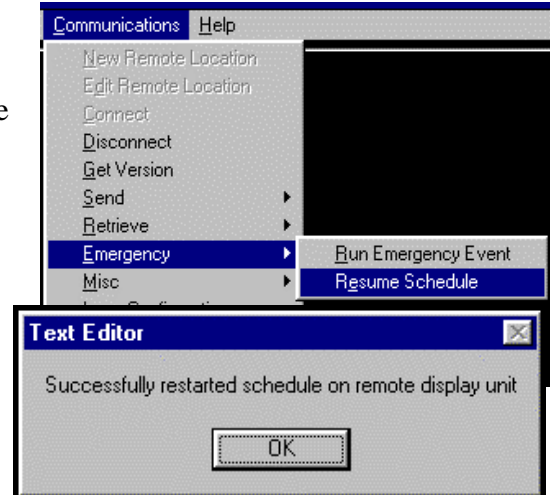 Communications Help
New Remote Location
Edit Remote Location
e
Connect
Disconnect
Get Version
Send
Retrieve
Emergency
Run Emergency Event
Misc
Resume Schedule
Text Editor
Successfully restarted schedule on remote display unit
OK